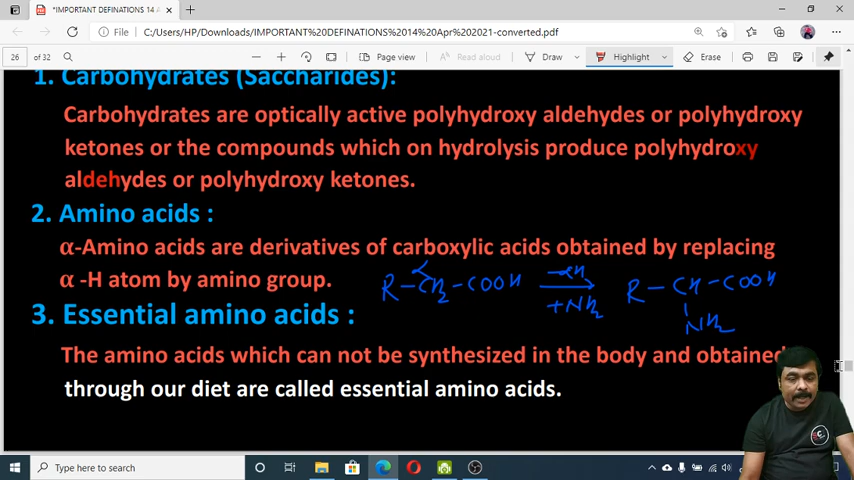 *IMPORTANT DEFINATIONS 14 A
File C:/Users/HP/Downloads/IMPORTANT%20DEFINATIONS%2014%20Apr%202021-converted.pdf
26 of 32 Page view Read aloud Draw Highlight Erase
1. Carbohydrates (Saccharides):
Carbohydrates are optically active polyhydroxy aldehydes or polyhydroxy
ketones or the compounds which on hydrolysis produce polyhydroxy
aldehydes or polyhydroxy ketones.
2. Amino acids :
α-Amino acids are derivatives of carboxylic acids obtained by replacing
α -H atom by amino group.
R-CH2-COOH -αH +NH2 R-CH-COOH
NH2
3. Essential amino acids :
The amino acids which can not be synthesized in the body and obtained
through our diet are called essential amino acids.
Type here to search